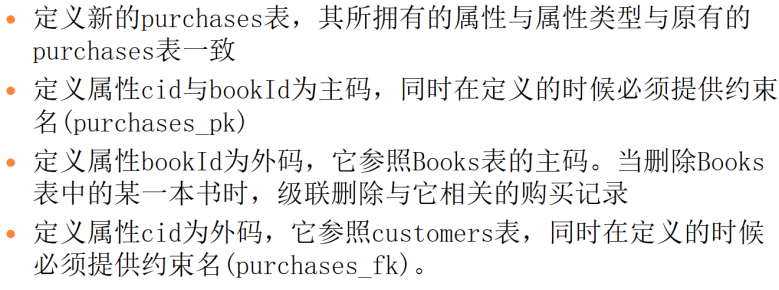 • 定义新的purchases表，其所拥有的属性与属性类型与原有的
purchases表一致
• 定义属性cid与bookId为主码，同时在定义的时候必须提供约束
名(purchases_pk)
• 定义属性bookId为外码，它参照Books表的主码。当删除Books
表中的某一本书时，级联删除与它相关的购买记录
• 定义属性cid为外码，它参照customers表，同时在定义的时候
必须提供约束名(purchases_fk)。